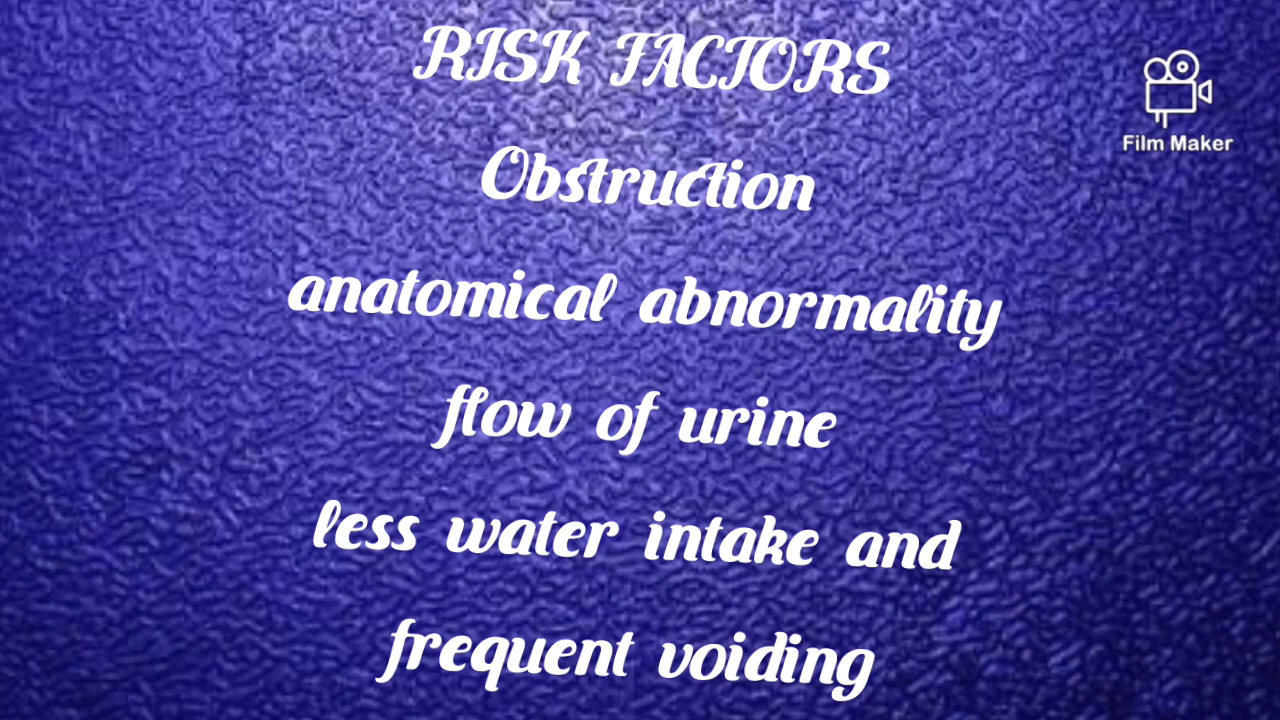 RISK FACTORS
Film Maker
Obstruction
anatomical abnormality
flow of urine
less water intake and
frequent voiding